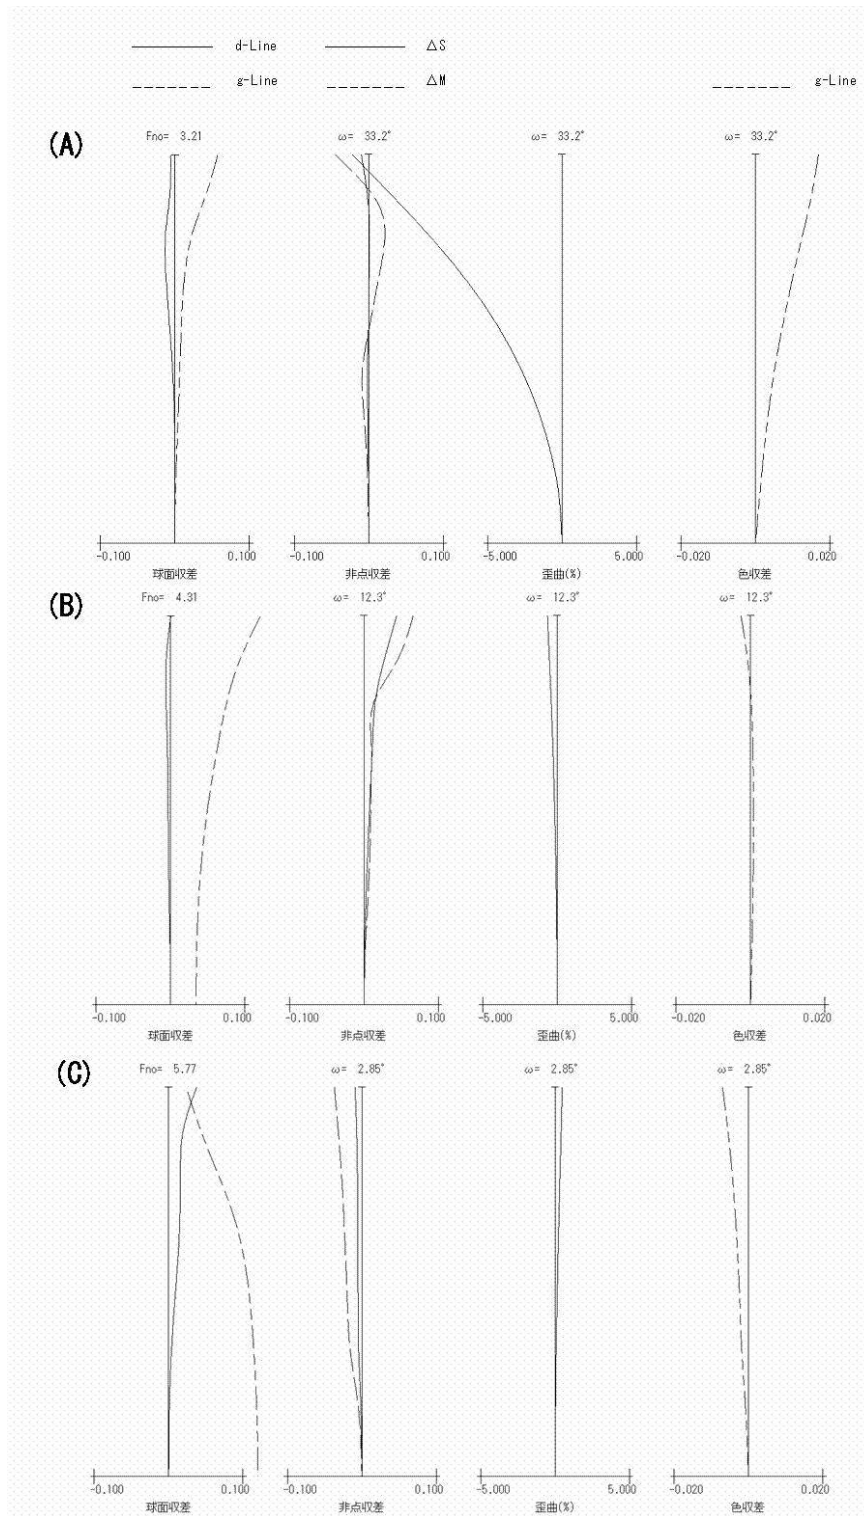 d-Line ΔS
g-Line ΔM g-Line
(A)
Fno= 3.21 ω= 33.2° ω= 33.2° ω= 33.2°
-0.100 0.100 -0.100 0.100 -5.000 5.000 -0.020 0.020
球面収差 非点収差 歪曲(%) 色収差
(B)
Fno= 4.31 ω= 12.3° ω= 12.3° ω= 12.3°
-0.100 0.100 -0.100 0.100 -5.000 5.000 -0.020 0.020
球面収差 非点収差 歪曲(%) 色収差
(C)
Fno= 5.77 ω= 2.85° ω= 2.85° ω= 2.85°
-0.100 0.100 -0.100 0.100 -5.000 5.000 -0.020 0.020
球面収差 非点収差 歪曲(%) 色収差